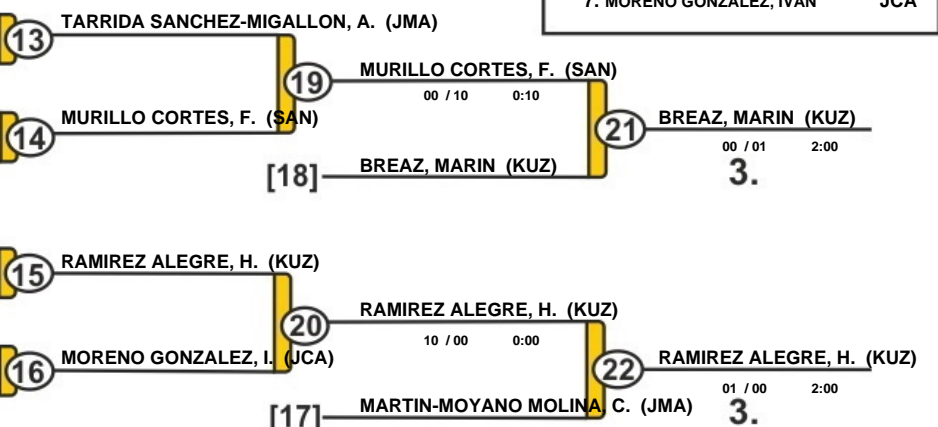 7. MORENO GONZALEZ, IVAN JCA
13 TARRIDA SANCHEZ-MIGALLON, A. (JMA)
19 MURILLO CORTES, F. (SAN)
00 / 10 0:10
14 MURILLO CORTES, F. (SAN)
21 BREAZ, MARIN (KUZ)
00 / 01 2:00
3.
[18] BREAZ, MARIN (KUZ)
15 RAMIREZ ALEGRE, H. (KUZ)
20 RAMIREZ ALEGRE, H. (KUZ)
10 / 00 0:00
16 MORENO GONZALEZ, I. (JCA)
22 RAMIREZ ALEGRE, H. (KUZ)
01 / 00 2:00
3.
[17] MARTIN-MOYANO MOLINA, C. (JMA)